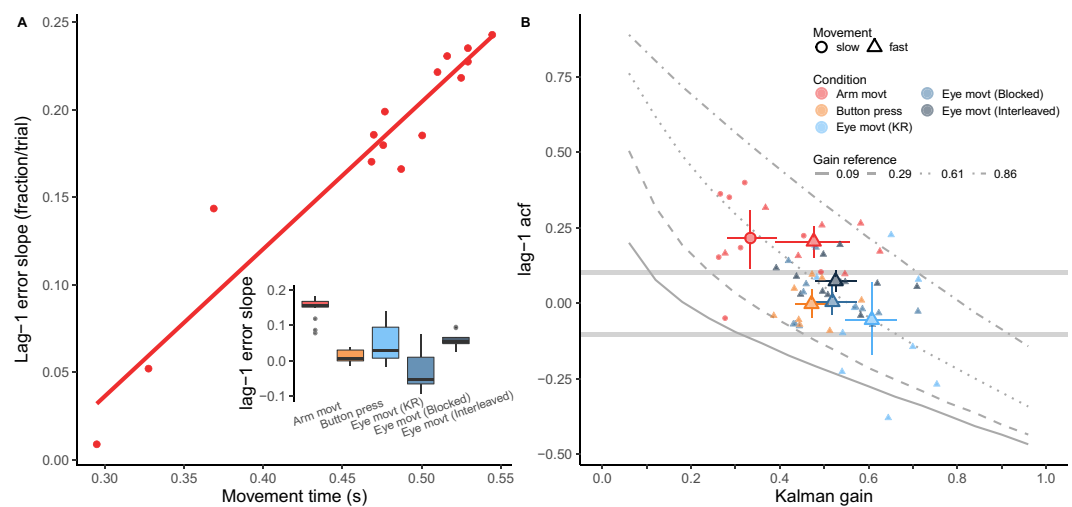 A
Lag-1 error slope (fraction/trial)
0.25
0.20
0.15
0.10
0.05
0.00
0.30
0.35
0.40
0.45
0.50
0.55
Movement time (s)
lag-1 error slope
0.2
0.1
0.0
-0.1
Arm movt
Button press
Eye movt (KR)
Eye movt (Blocked)
Eye movt (Interleaved)
B
lag-1 acf
0.75
0.50
0.25
0.00
−0.25
−0.50
0.0
0.2
0.4
0.6
0.8
1.0
Kalman gain
Movement
slow fast
Condition
Arm movt Eye movt (Blocked)
Button press Eye movt (Interleaved)
Eye movt (KR)
Gain reference
0.09 0.29 0.61 0.86